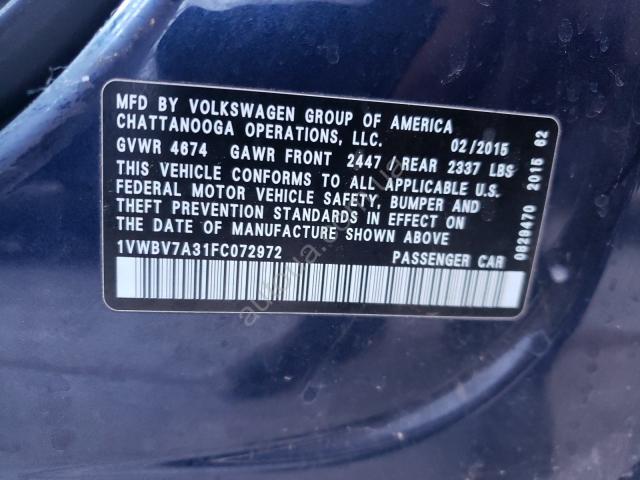 MFD BY VOLKSWAGEN GROUP OF AMERICA
CHATTANOOGA OPERATIONS, LLC. 02/2015
GVWR 4674 GAWR FRONT 2447 / REAR 2337 LBS
THIS VEHICLE CONFORMS TO ALL APPLICABLE U.S.
FEDERAL MOTOR VEHICLE SAFETY, BUMPER AND
THEFT PREVENTION STANDARDS IN EFFECT ON
THE DATE OF MANUFACTURE SHOWN ABOVE
1VWBV7A31FC072972 PASSENGER CAR
0829470 2015 62